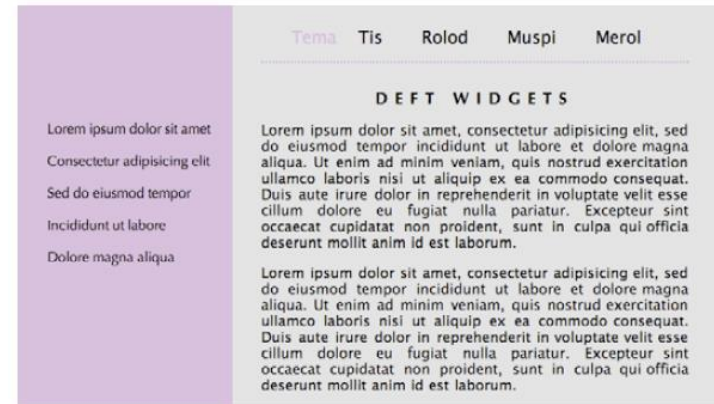 Tema Tis Rolod Muspi Merol
DEFT WIDGETS
Lorem ipsum dolor sit amet
Consectetur adipisicing elit
Sed do eiusmod tempor
Incididunt ut labore
Dolore magna aliqua
Lorem ipsum dolor sit amet, consectetur adipisicing elit, sed
do eiusmod tempor incididunt ut labore et dolore magna
aliqua. Ut enim ad minim veniam, quis nostrud exercitation
ullamco laboris nisi ut aliquip ex ea commodo consequat.
Duis aute irure dolor in reprehenderit in voluptate velit esse
cillum dolore eu fugiat nulla pariatur. Excepteur sint
occaecat cupidatat non proident, sunt in culpa qui officia
deserunt mollit anim id est laborum.
Lorem ipsum dolor sit amet, consectetur adipisicing elit, sed
do eiusmod tempor incididunt ut labore et dolore magna
aliqua. Ut enim ad minim veniam, quis nostrud exercitation
ullamco laboris nisi ut aliquip ex ea commodo consequat.
Duis aute irure dolor in reprehenderit in voluptate velit esse
cillum dolore eu fugiat nulla pariatur. Excepteur sint
occaecat cupidatat non proident, sunt in culpa qui officia
deserunt mollit anim id est laborum.